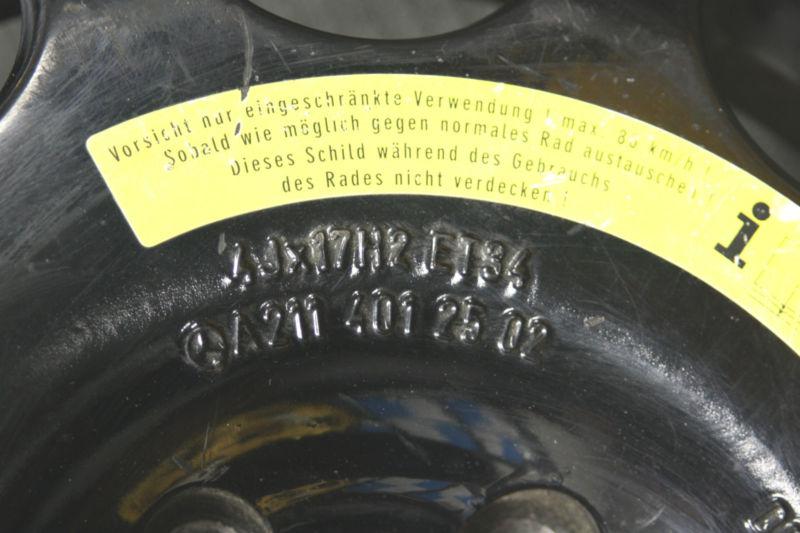 Vorsicht nur eingeschränkte Verwendung ! max. 80 km/h !
Sobald wie möglich gegen normales Rad austauschen !
Dieses Schild während des Gebrauchs
des Rades nicht verdecken !
i
4Jx17H2 ET34
A211 401 25 02